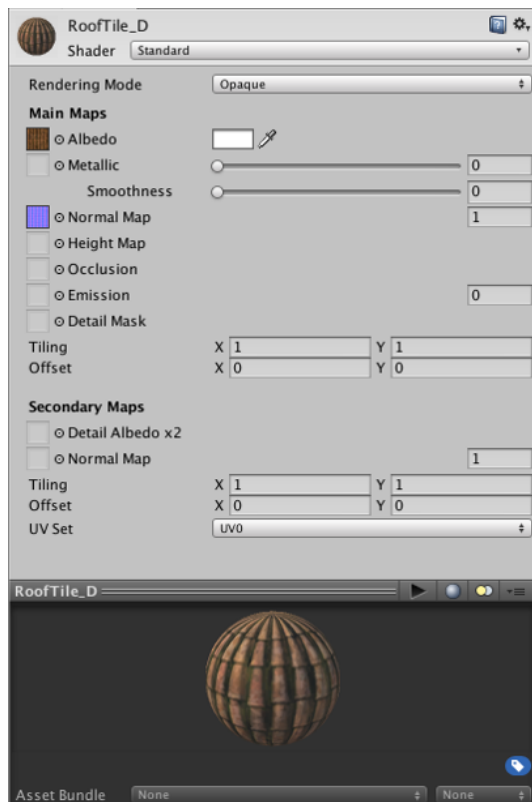 RoofTile_D
Shader Standard
Rendering Mode Opaque
Main Maps
Albedo
Metallic 0
Smoothness 0
Normal Map 1
Height Map
Occlusion
Emission 0
Detail Mask
Tiling X 1 Y 1
Offset X 0 Y 0
Secondary Maps
Detail Albedo x2
Normal Map 1
Tiling X 1 Y 1
Offset X 0 Y 0
UV Set UV0
RoofTile_D
Asset Bundle None None